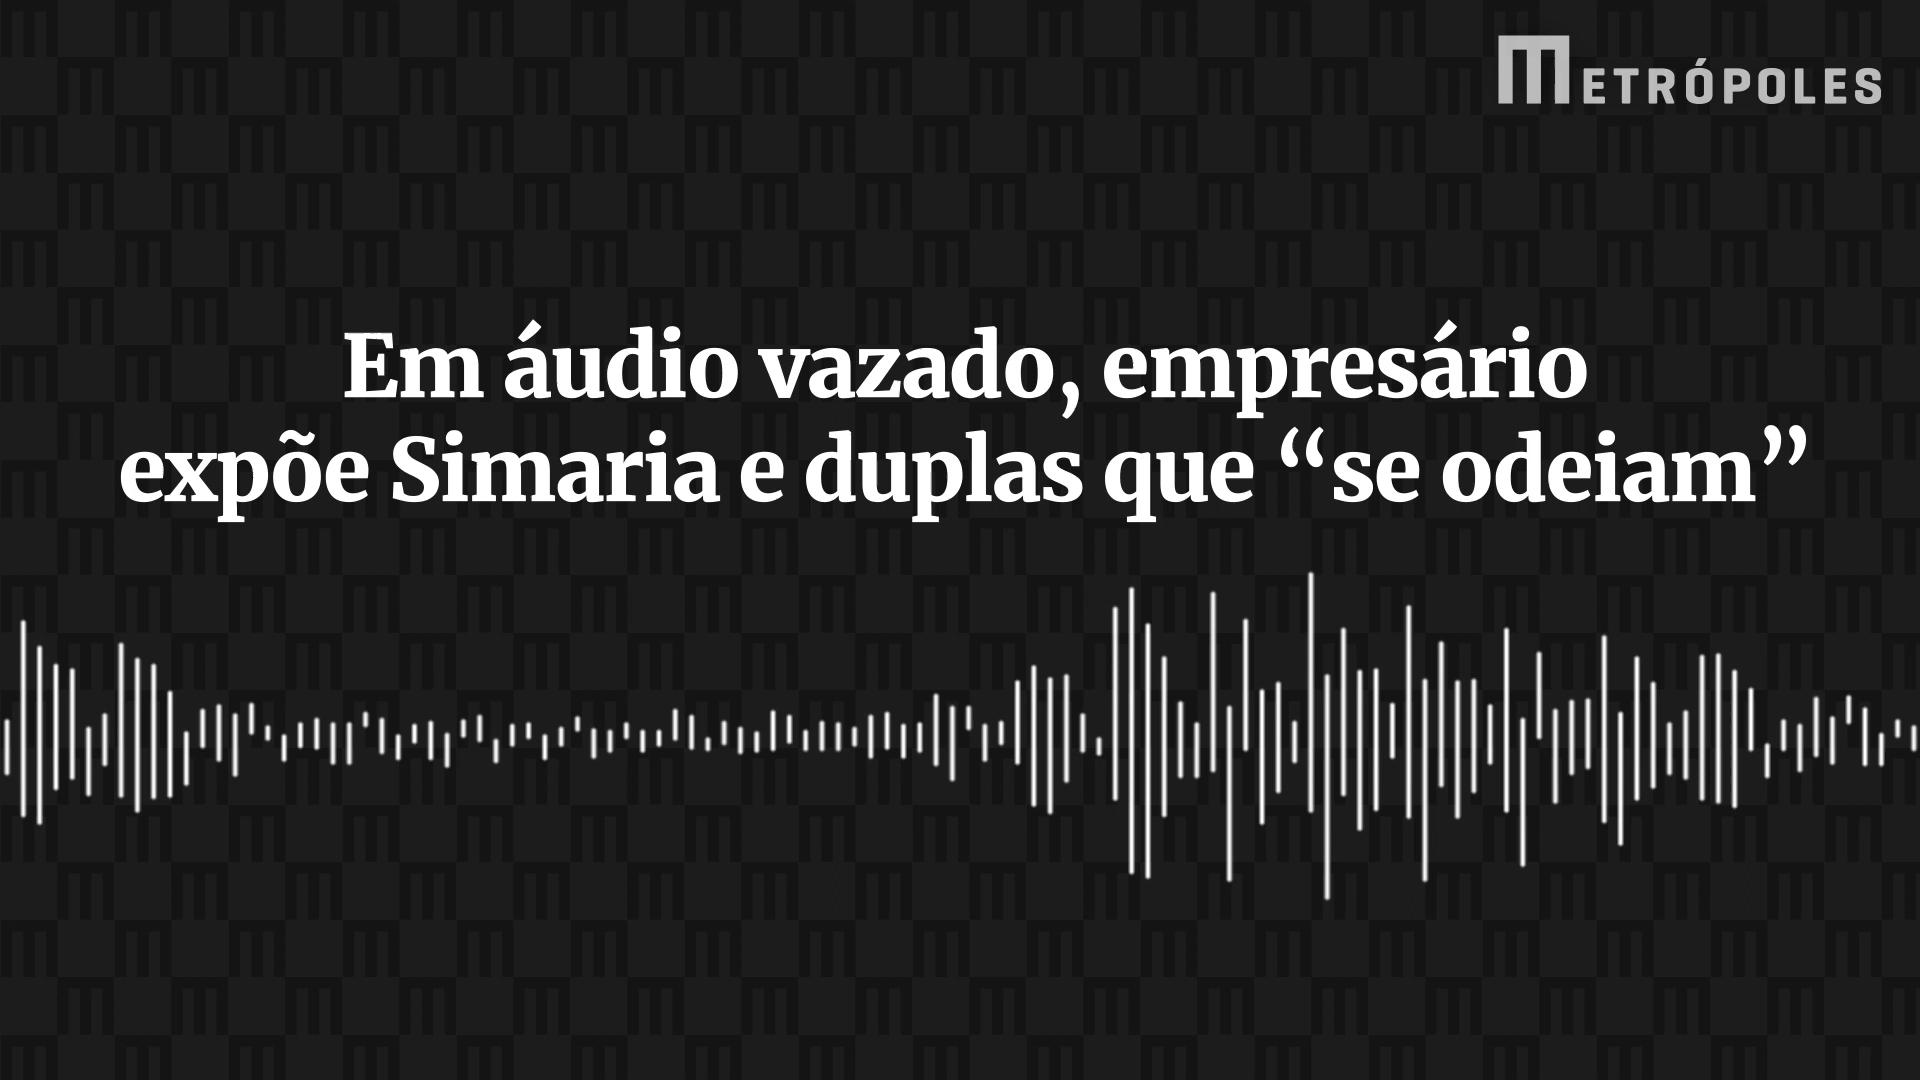 METRÓPOLES
Em áudio vazado, empresário
expõe Simaria e duplas que “se odeiam”